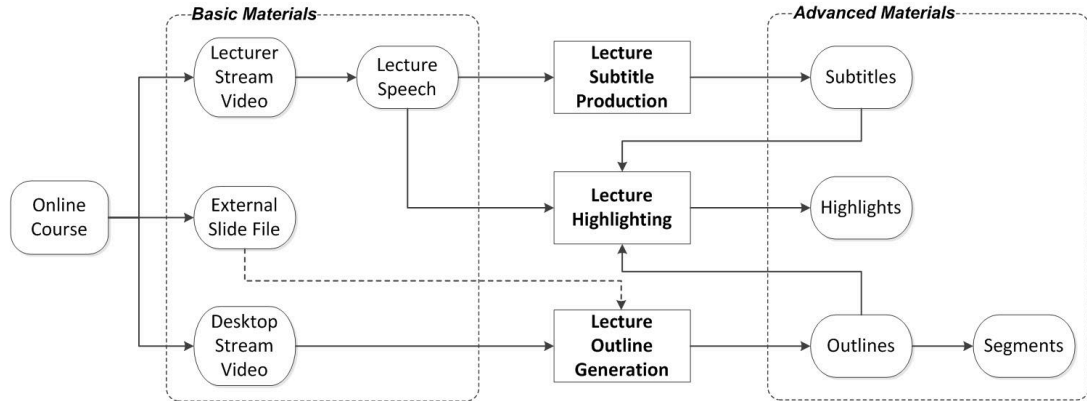 Basic Materials
Advanced Materials
Lecturer
Stream
Video
Lecture
Speech
Lecture
Subtitle
Production
Subtitles
Online
Course
External
Slide File
Lecture
Highlighting
Highlights
Desktop
Stream
Video
Lecture
Outline
Generation
Outlines
Segments